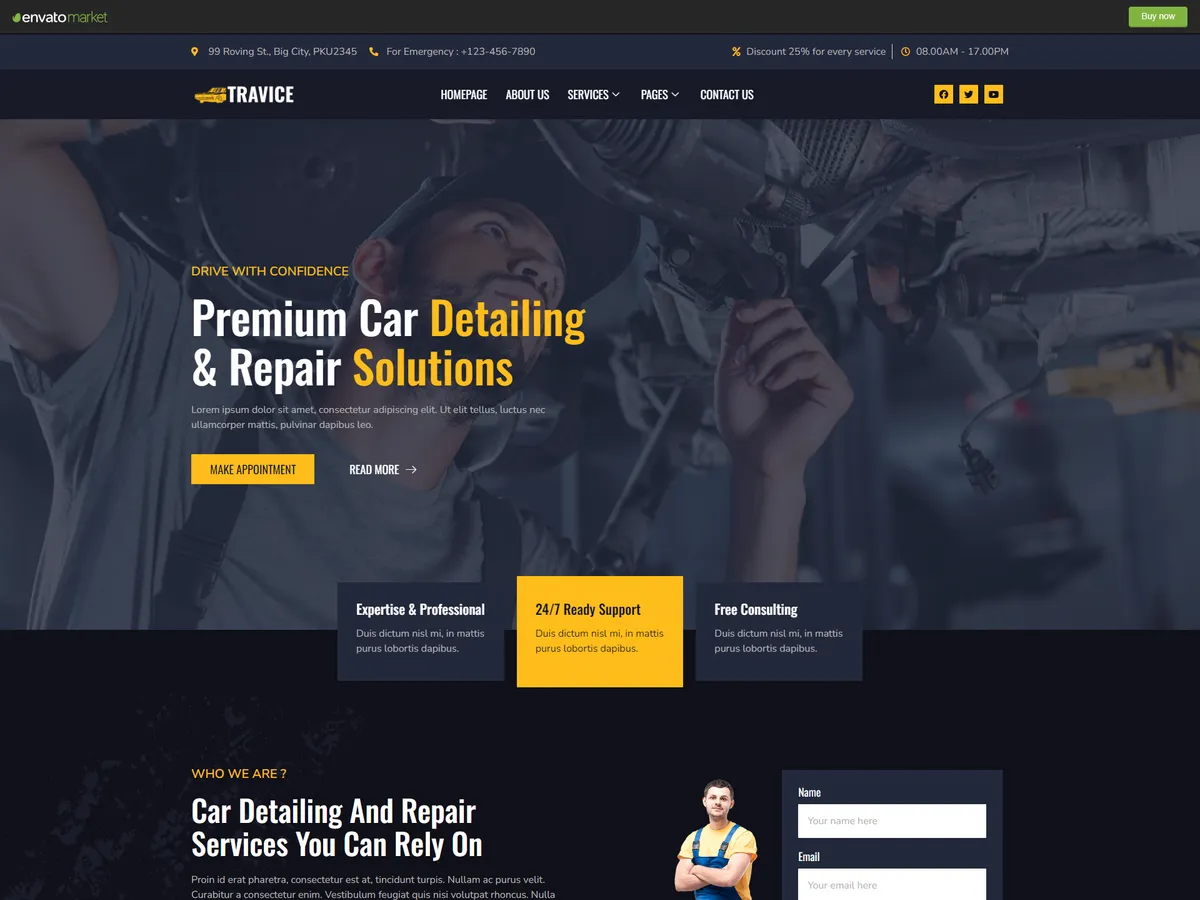 envato market
Buy now
99 Roving St., Big City, PKU2345
For Emergency : +123-456-7890
Discount 25% for every service
08.00AM - 17.00PM
TRAVICE
HOMEPAGE
ABOUT US
SERVICES
PAGES
CONTACT US
DRIVE WITH CONFIDENCE
Premium Car Detailing
& Repair Solutions
Lorem ipsum dolor sit amet, consectetur adipiscing elit. Ut elit tellus, luctus nec
ullamcorper mattis, pulvinar dapibus leo.
MAKE APPOINTMENT
READ MORE
Expertise & Professional
Duis dictum nisl mi, in mattis
purus lobortis dapibus.
24/7 Ready Support
Duis dictum nisl mi, in mattis
purus lobortis dapibus.
Free Consulting
Duis dictum nisl mi, in mattis
purus lobortis dapibus.
WHO WE ARE ?
Car Detailing And Repair
Services You Can Rely On
Proin id erat pharetra, consectetur est at, tincidunt turpis. Nullam ac purus velit.
Curabitur a consectetur enim. Vestibulum feugiat quis nisi volutpat rhoncus. Nulla
Name
Your name here
Email
Your email here